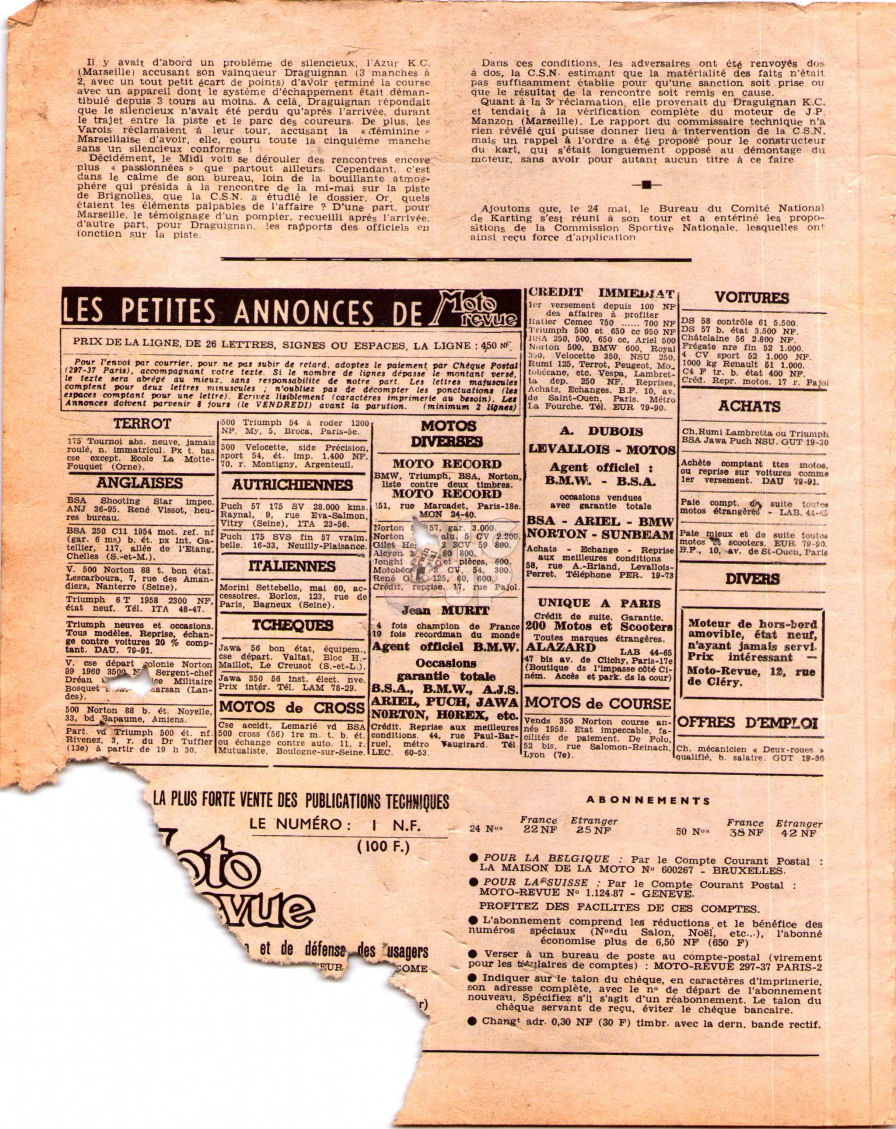 Il y avait d'abord un problème de silencieux, l'Azur K.C.
(Marseille) accusant son vainqueur Draguignan (3 manches à
2, avec un tout petit écart de points) d'avoir terminé la course
avec un appareil dont le système d'échappement était déman-
tibulé depuis 3 tours au moins. A cela, Draguignan répondait
que le silencieux n'avait été perdu qu'après l'arrivée, durant
le trajet entre la piste et le parc des coureurs. De plus, les
Varois réclamaient à leur tour, accusant la « féminine »
Marseillaise d'avoir, elle, couru toute cinquième manche
sans un silencieux conforme !
Décidément, le Midi voit se dérouler des rencontres encore
plus « passionnées » que partout ailleurs. Cependant, c'est
dans le calme de son bureau, loin de la bouillante atmos-
phère qui présida à la rencontre de la mi-mai sur la piste
de Brignolles, que la C.S.N. a étudié le dossier. Or, quels
étaient les éléments palpables de l'affaire ? D'une part, pour
Marseille, le témoignage d'un pompier, recueilli après l'arrivée,
d'autre part, pour Draguignan, les rapports des officiels en
fonction sur la piste.
Dans ces conditions, les adversaires ont été renvoyés dos
à dos, la C.S.N. estimant que la matérialité des faits n'était
pas suffisamment établie pour qu'une sanction soit prise ou
que le résultat de la rencontre soit remis en cause.
Quant à la 3e réclamation, elle provenait du Draguignan K.C.
et tendait à la vérification complète du moteur de J.P.
Manzon (Marseille). Le rapport du commissaire technique n'a
rien révélé qui puisse donner lieu à intervention de la C.S.N.
mais un rappel à l'ordre a été proposé pour le constructeur
du kart, qui s'était longuement opposé au démontage du
moteur, sans avoir pour autant aucun titre à ce faire
Ajoutons que, le 24 mai, le Bureau du Comité National
de Karting s'est réuni à son tour et a entériné les propo-
sitions de la Commission Sportive Nationale, lesquelles ont
ainsi reçu force d'application
LES PETITES ANNONCES DE Moto revue
PRIX DE LA LIGNE, DE 26 LETTRES, SIGNES OU ESPACES, LA LIGNE : 4,50 NF.
Pour l'envoi par courrier, pour ne pas subir de retard, adoptez le paiement par Chèque Postal
(297-37 Paris), accompagnant votre texte. Si le nombre de lignes dépasse le montant versé,
le texte sera abrégé au mieux, sans responsabilité de notre part. Les lettres majuscules
comptent pour deux lettres minuscules ; n'oubliez pas de décompter les ponctuations (les
espaces comptant pour une lettre). Ecrivez lisiblement (caractères imprimerie au besoin). Les
Annonces doivent parvenir 8 jours (le VENDREDI) avant la parution. (minimum 2 lignes)
TERROT
175 Tournoi abs. neuve, jamais
roulé, n. immatricul. Px t. bas
cse except. Ecole La Motte-
Fouquet (Orne).
ANGLAISES
BSA Shooting Star impec.
ANJ 36-95. René Vissot, heu-
res bureau.
BSA 250 C11 1954 mot. ref. nf
(gar. 6 ms) b. ét. px int. Ga-
tellier, 117, allée de l'Etang,
Chelles (S.-et-M.).
V. 500 Norton 88 t. bon état.
Lescarboura, 7, rue des Aman-
diers, Nanterre (Seine).
Triumph 6 T 1958 2300 NF.
état neuf. Tél. ITA 48-47.
Triumph neuves et occasions.
Tous modèles. Reprise, échan-
ge contre voitures 20 % comp-
tant. DAU. 79-91.
V. cse départ colonie Norton
99 1960 3500 N Sergent-chef
Dréan ce Militaire
Bosquet arsan (Lan-
des).
500 Norton 88 b. ét. Noyelle,
33, bd Bapaume, Amiens.
Part. vd Triumph 500 ét. nf.
Rivenez, 3, r. du Dr Tuffier
(13e) à partir de 19 h 30.
500 Triumph 54 à roder 1200
NF. My, 5, Broca, Paris-5e.
500 Velocette, side Précision,
sport 54, ét. imp. 1.400 NF.
70, r. Montigny, Argenteuil.
AUTRICHIENNES
Puch 57 175 SV 28.000 kms.
Raynal, 9, rue Eva-Salmon,
Vitry (Seine), ITA 23-56.
Puch 175 SVS fin 57 vraim.
belle. 16-33, Neuilly-Plaisance.
ITALIENNES
Morini Settebello, mai 60, ac-
cessoires. Borloz, 123, rue de
Paris, Bagneux (Seine).
TCHEQUES
Jawa 56 bon état, équipem.,
cse départ. Valtat, Bloc H.-
Maillot, Le Creusot (S.-et-L.).
Jawa 350 56 inst. élect. nve.
Prix intér. Tél. LAM 78-29.
MOTOS de CROSS
Cse accidt, Lemarié vd BSA
500 cross (56) 1re m. t. b. ét.
ou échange contre auto. 11, r.
Mutualiste, Boulogne-sur-Seine.
MOTOS
DIVERSES
MOTO RECORD
BMW, Triumph, BSA, Norton,
liste contre deux timbres.
MOTO RECORD
151, rue Marcadet, Paris-18e.
MON 24-40.
Norton 57, gar. 3.000.
Norton alu. 5 CV 2.200
Gilet He 3CV 59 800.
Alcyon 60 800.
Jonghi et pièces, 600.
Motobéc CV, 54, 300.
René G 125, 60, 600.
Crédit, reprise. 17, rue Pajol.
Jean MURIT
4 fois champion de France
10 fois recordman du monde
Agent officiel B.M.W.
Occasions
garantie totale
B.S.A., B.M.W., A.J.S.
ARIEL, PUCH, JAWA
NORTON, HOREX, etc.
Crédit. Reprise aux meilleures
conditions. 44, rue Paul-Bar-
ruel, métro Vaugirard. Tél
LEC. 60-53.
CREDIT IMMEDIAT
1er versement depuis 100 NF
des affaires à profiter
Ratier Cemec 750 ...... 700 NF
Triumph 500 et 650 cc 950 NF
BSA 250, 500, 650 cc, Ariel 500
Norton 500, BMW 600, Royal
350, Velocette 350, NSU 250,
Rumi 125, Terrot, Peugeot, Mo-
tobécane, etc. Vespa, Lambret-
ta dep. 250 NF. Reprises,
Achats, Echanges. B.F. 10, av.
de Saint-Ouen, Paris. Métro
La Fourche. Tél. EUR 79-90.
A. DUBOIS
LEVALLOIS - MOTOS
Agent officiel :
B.M.W. - B.S.A.
occasions vendues
avec garantie totale
BSA - ARIEL - BMW
NORTON - SUNBEAM
Achats - Echange - Reprise
aux meilleures conditions
58, rue A.-Briand, Levallois-
Perret. Téléphone PER. 19-73
UNIQUE A PARIS
Crédit de suite. Garantie.
200 Motos et Scooters
Toutes marques étrangères.
ALAZARD LAB 44-65
47 bis av. de Clichy, Paris-17e
(Boutique ds l'impasse côté Ci-
ném. Accès et park. ds la cour)
MOTOS de COURSE
Vends 350 Norton course an-
née 1958. Etat impeccable, fa-
cilités de paiement. De Polo,
52 bis, rue Salomon-Reinach,
Lyon (7e).
VOITURES
DS 58 contrôle 61 5.500.
DS 57 b. état 3.500 NF.
Châtelaine 56 2.800 NF.
Frégate nre fin 52 1.000.
4 CV sport 52 1.000 NF.
1000 kg Renault 51 1.000.
C4 F tr. b. état 400 NF.
Créd. Repr. motos. 17 r. Pajol
ACHATS
Ch.Rumi Lambretta ou Triumph
BSA Jawa Puch NSU. GUT 19-30
Achète comptant ttes motos,
ou reprise sur voitures comme
1er versement. DAU 79-91.
Paie compt. de suite toutes
motos étrangères - LAB. 44-65
Paie mieux et de suite toutes
motos et scooters. EUR 79-90.
B.F., 10, av. de St-Ouen, Paris
DIVERS
Moteur de hors-bord
amovible, état neuf,
n'ayant jamais servi.
Prix intéressant —
Moto-Revue, 12, rue
de Cléry.
OFFRES D'EMPLOI
Ch. mécanicien « Deux-roues »
qualifié, b. salaire. GUT 19-30
LA PLUS FORTE VENTE DES PUBLICATIONS TECHNIQUES
LE NUMÉRO : 1 N.F.
(100 F.)
oto
evue
et de défense des usagers
EUR OME
r)
ABONNEMENTS
France Etranger France Etranger
24 Nos 22 NF 25 NF 50 Nos 38 NF 42 NF
● POUR LA BELGIQUE : Par le Compte Courant Postal :
LA MAISON DE LA MOTO No 600267 - BRUXELLES.
● POUR LA SUISSE : Par le Compte Courant Postal :
MOTO-REVUE No 1.124.87 - GENEVE.
PROFITEZ DES FACILITES DE CES COMPTES.
● L'abonnement comprend les réductions et le bénéfice des
numéros spéciaux (Nos du Salon, Noël, etc...), l'abonné
économise plus de 6,50 NF (650 F)
● Verser à un bureau de poste au compte-postal (virement
pour les titulaires de comptes) : MOTO-REVUE 297-37 PARIS-2
● Indiquer sur le talon du chèque, en caractères d'imprimerie,
son adresse complète, avec le no de départ de l'abonnement
nouveau. Spécifiez s'il s'agit d'un réabonnement. Le talon du
chèque servant de reçu, éviter le chèque bancaire.
● Changt adr. 0,30 NF (30 F) timbr. avec la dern. bande rectif.